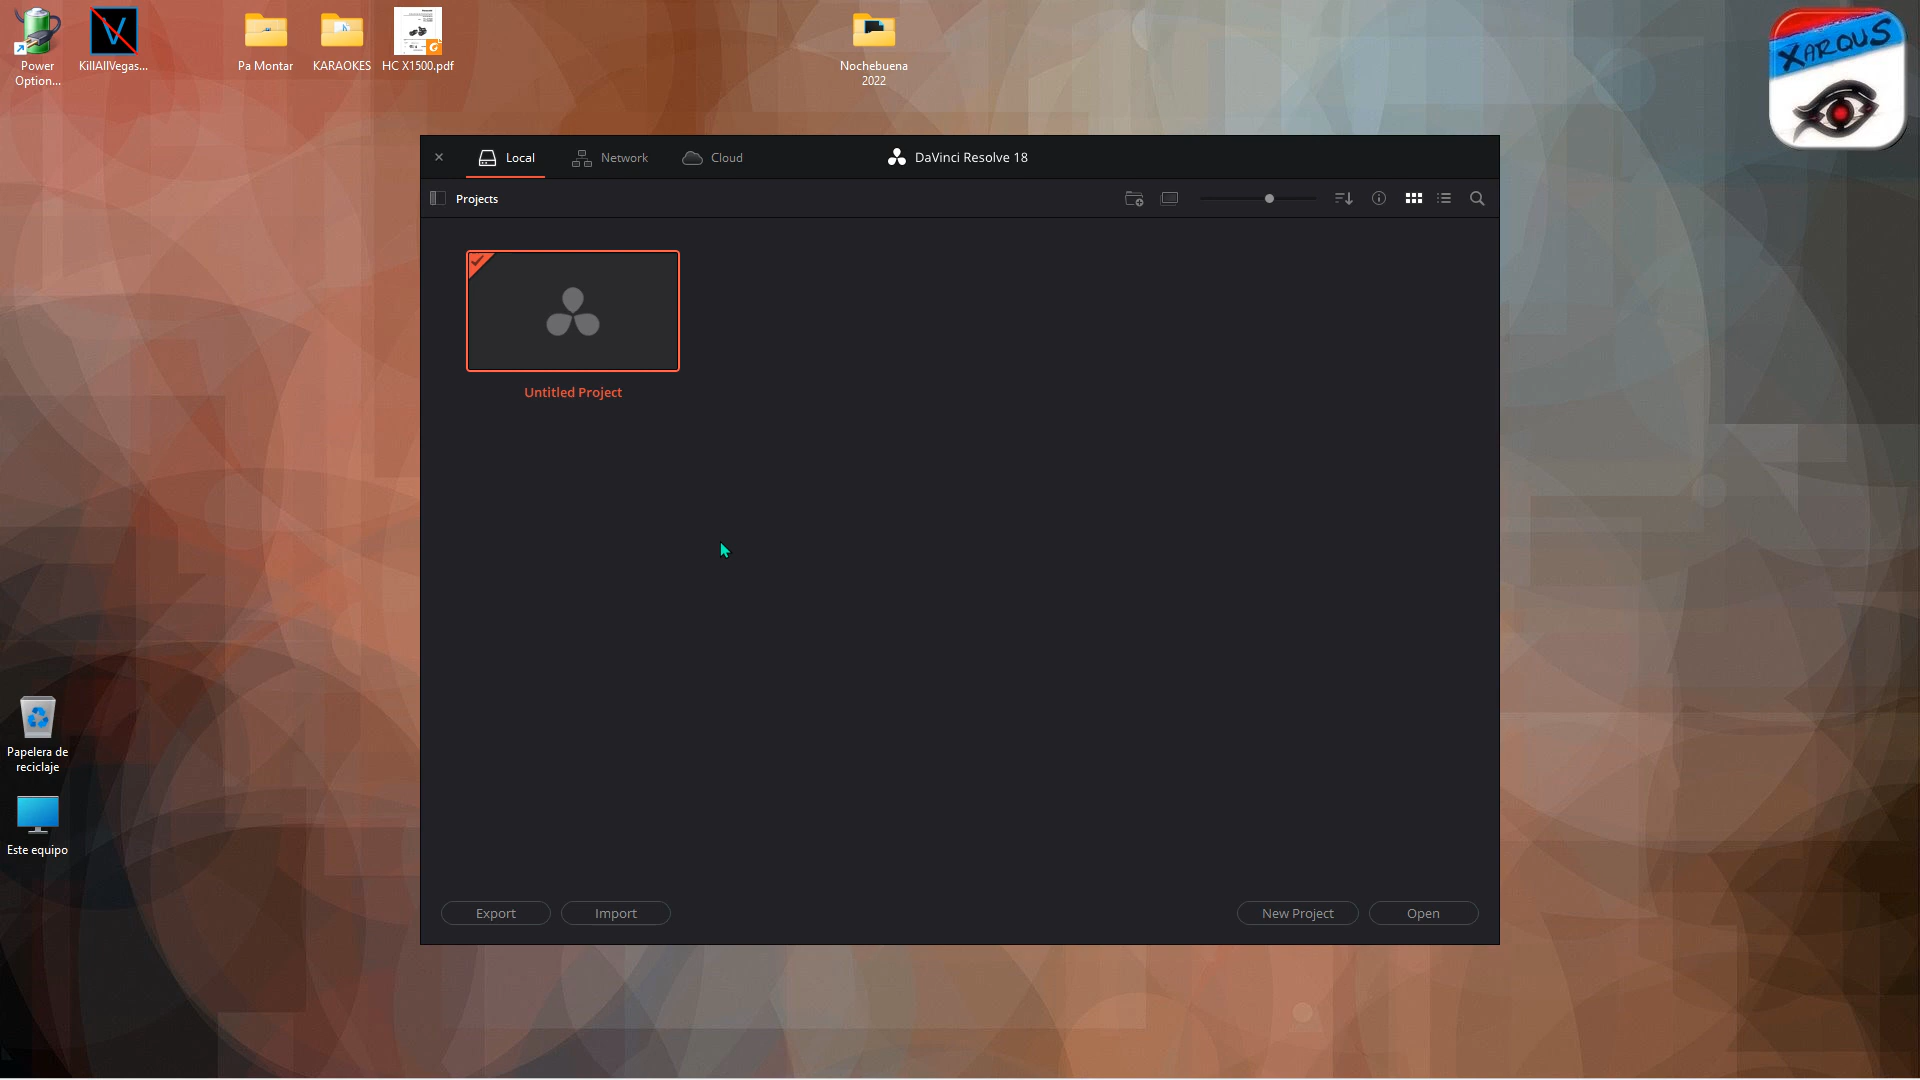 Power
Option...
KillAllVegas...
Pa Montar
KARAOKES
HC X1500.pdf
Nochebuena
2022
XARQUS
Local
Network
Cloud
DaVinci Resolve 18
Projects
Untitled Project
Papelera de
reciclaje
Este equipo
Export
Import
New Project
Open